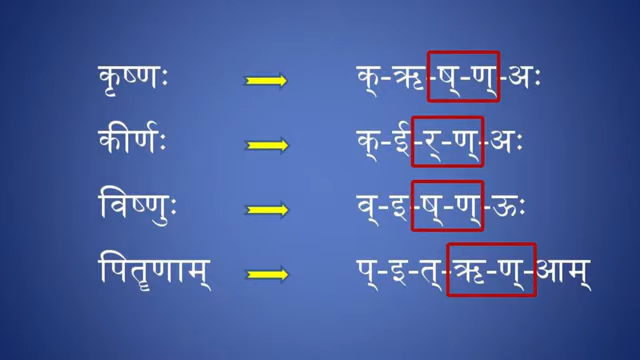 कृष्णः क्-ऋ-ष्-ण्-अः
कीर्णः क्-ई-र्-ण्-अः
विष्णुः व्-इ-ष्-ण्-ऊः
पितॄणाम् प्-इ-त्-ऋ-ण्-आम्